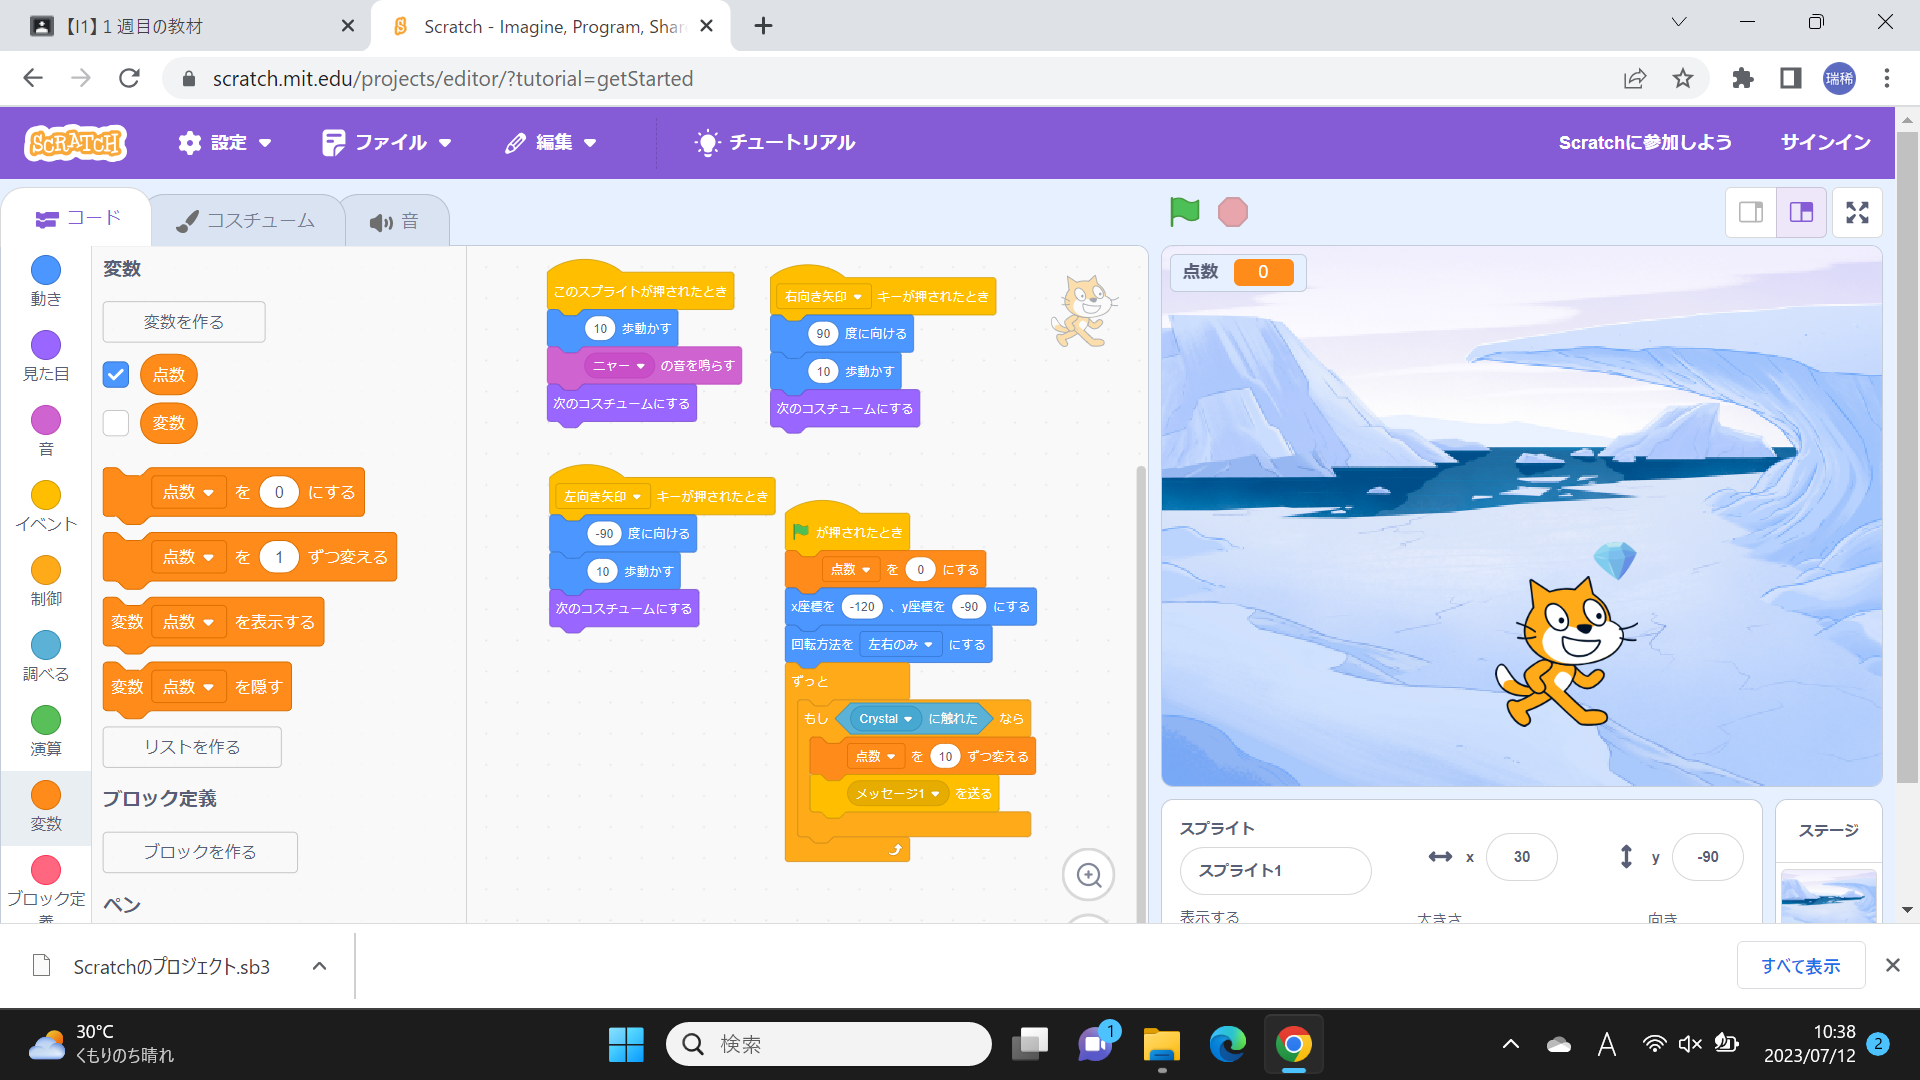 【I1】１週目の教材
Scratch - Imagine, Program, Shar
scratch.mit.edu/projects/editor/?tutorial=getStarted
瑞稀
SCRATCH
設定
ファイル
編集
チュートリアル
Scratchに参加しよう
サインイン
コード
コスチューム
音
動き
見た目
音
イベント
制御
調べる
演算
変数
ブロック定義
変数
変数を作る
点数
変数
点数 を 0 にする
点数 を 1 ずつ変える
変数 点数 を表示する
変数 点数 を隠す
リストを作る
ブロック定義
ブロックを作る
ペン
このスプライトが押されたとき
10 歩動かす
ニャー の音を鳴らす
次のコスチュームにする
右向き矢印 キーが押されたとき
90 度に向ける
10 歩動かす
次のコスチュームにする
左向き矢印 キーが押されたとき
-90 度に向ける
10 歩動かす
次のコスチュームにする
が押されたとき
点数 を 0 にする
x座標を -120 、y座標を -90 にする
回転方法を 左右のみ にする
ずっと
もし Crystal に触れた なら
点数 を 10 ずつ変える
メッセージ1 を送る
点数 0
スプライト
スプライト1
x 30
y -90
表示する
大きさ
向き
ステージ
Scratchのプロジェクト.sb3
すべて表示
30°C
くもりのち晴れ
検索
1
A
10:38
2023/07/12
2